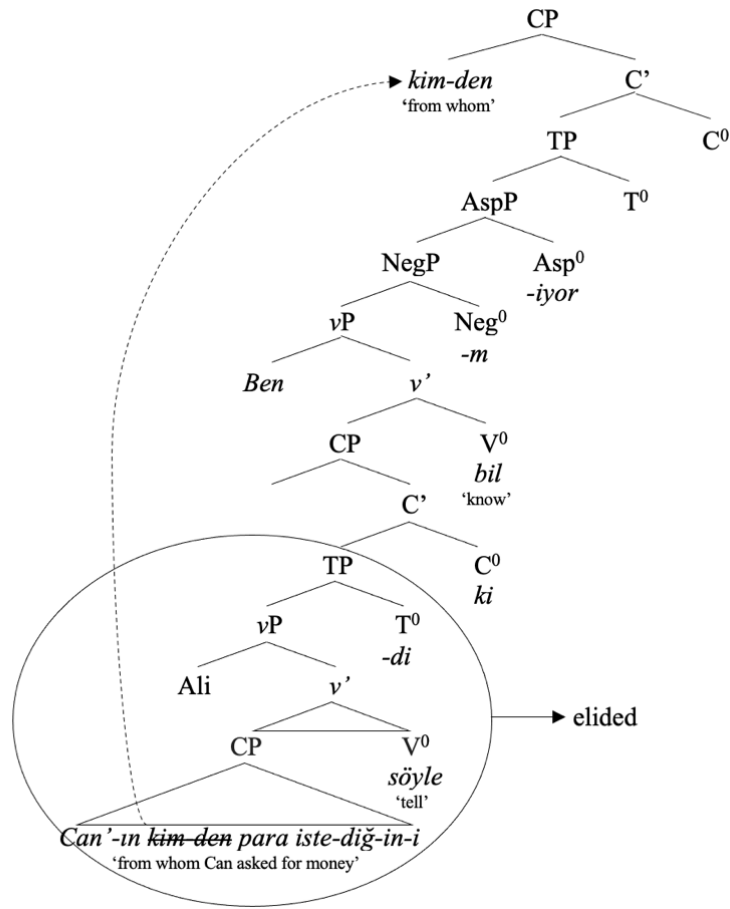 CP
kim-den C’
‘from whom’
TP C⁰
AspP T⁰
NegP Asp⁰
-iyor
vP Neg⁰
-m
Ben v’
CP V⁰
bil
‘know’
C’
TP C⁰
ki
vP T⁰
-di
Ali v’
elided
CP V⁰
söyle
‘tell’
Can’-ın kim-den para iste-diğ-in-i
‘from whom Can asked for money’